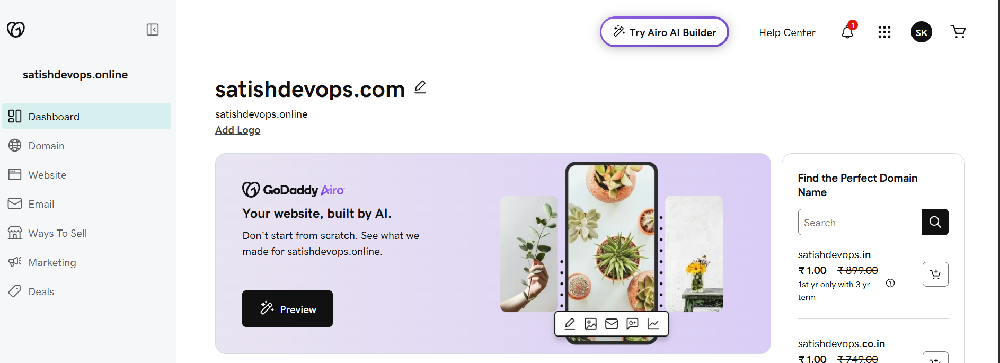 Try Airo AI Builder
Help Center
1
SK
satishdevops.online
Dashboard
Domain
Website
Email
Ways To Sell
Marketing
Deals
satishdevops.com
satishdevops.online
Add Logo
GoDaddy Airo
Your website, built by AI.
Don't start from scratch. See what we
made for satishdevops.online.
Preview
Find the Perfect Domain
Name
Search
satishdevops.in
₹ 1.00 ₹ 899.00
1st yr only with 3 yr
term
satishdevops.co.in
₹ 1.00 ₹ 749.00